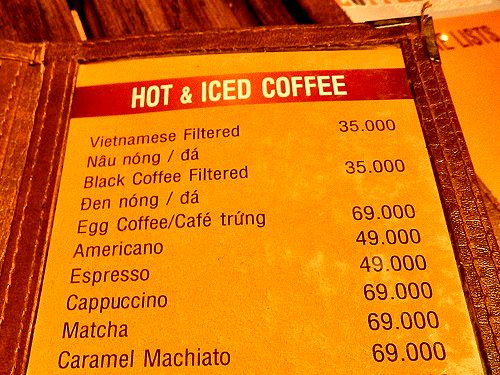 HOT & ICED COFFEE
Vietnamese Filtered 35.000
Nâu nóng / đá
Black Coffee Filtered 35.000
Đen nóng / đá
Egg Coffee/Café trứng 69.000
Americano 49.000
Espresso 49.000
Cappuccino 69.000
Matcha 69.000
Caramel Machiato 69.000
LISTS